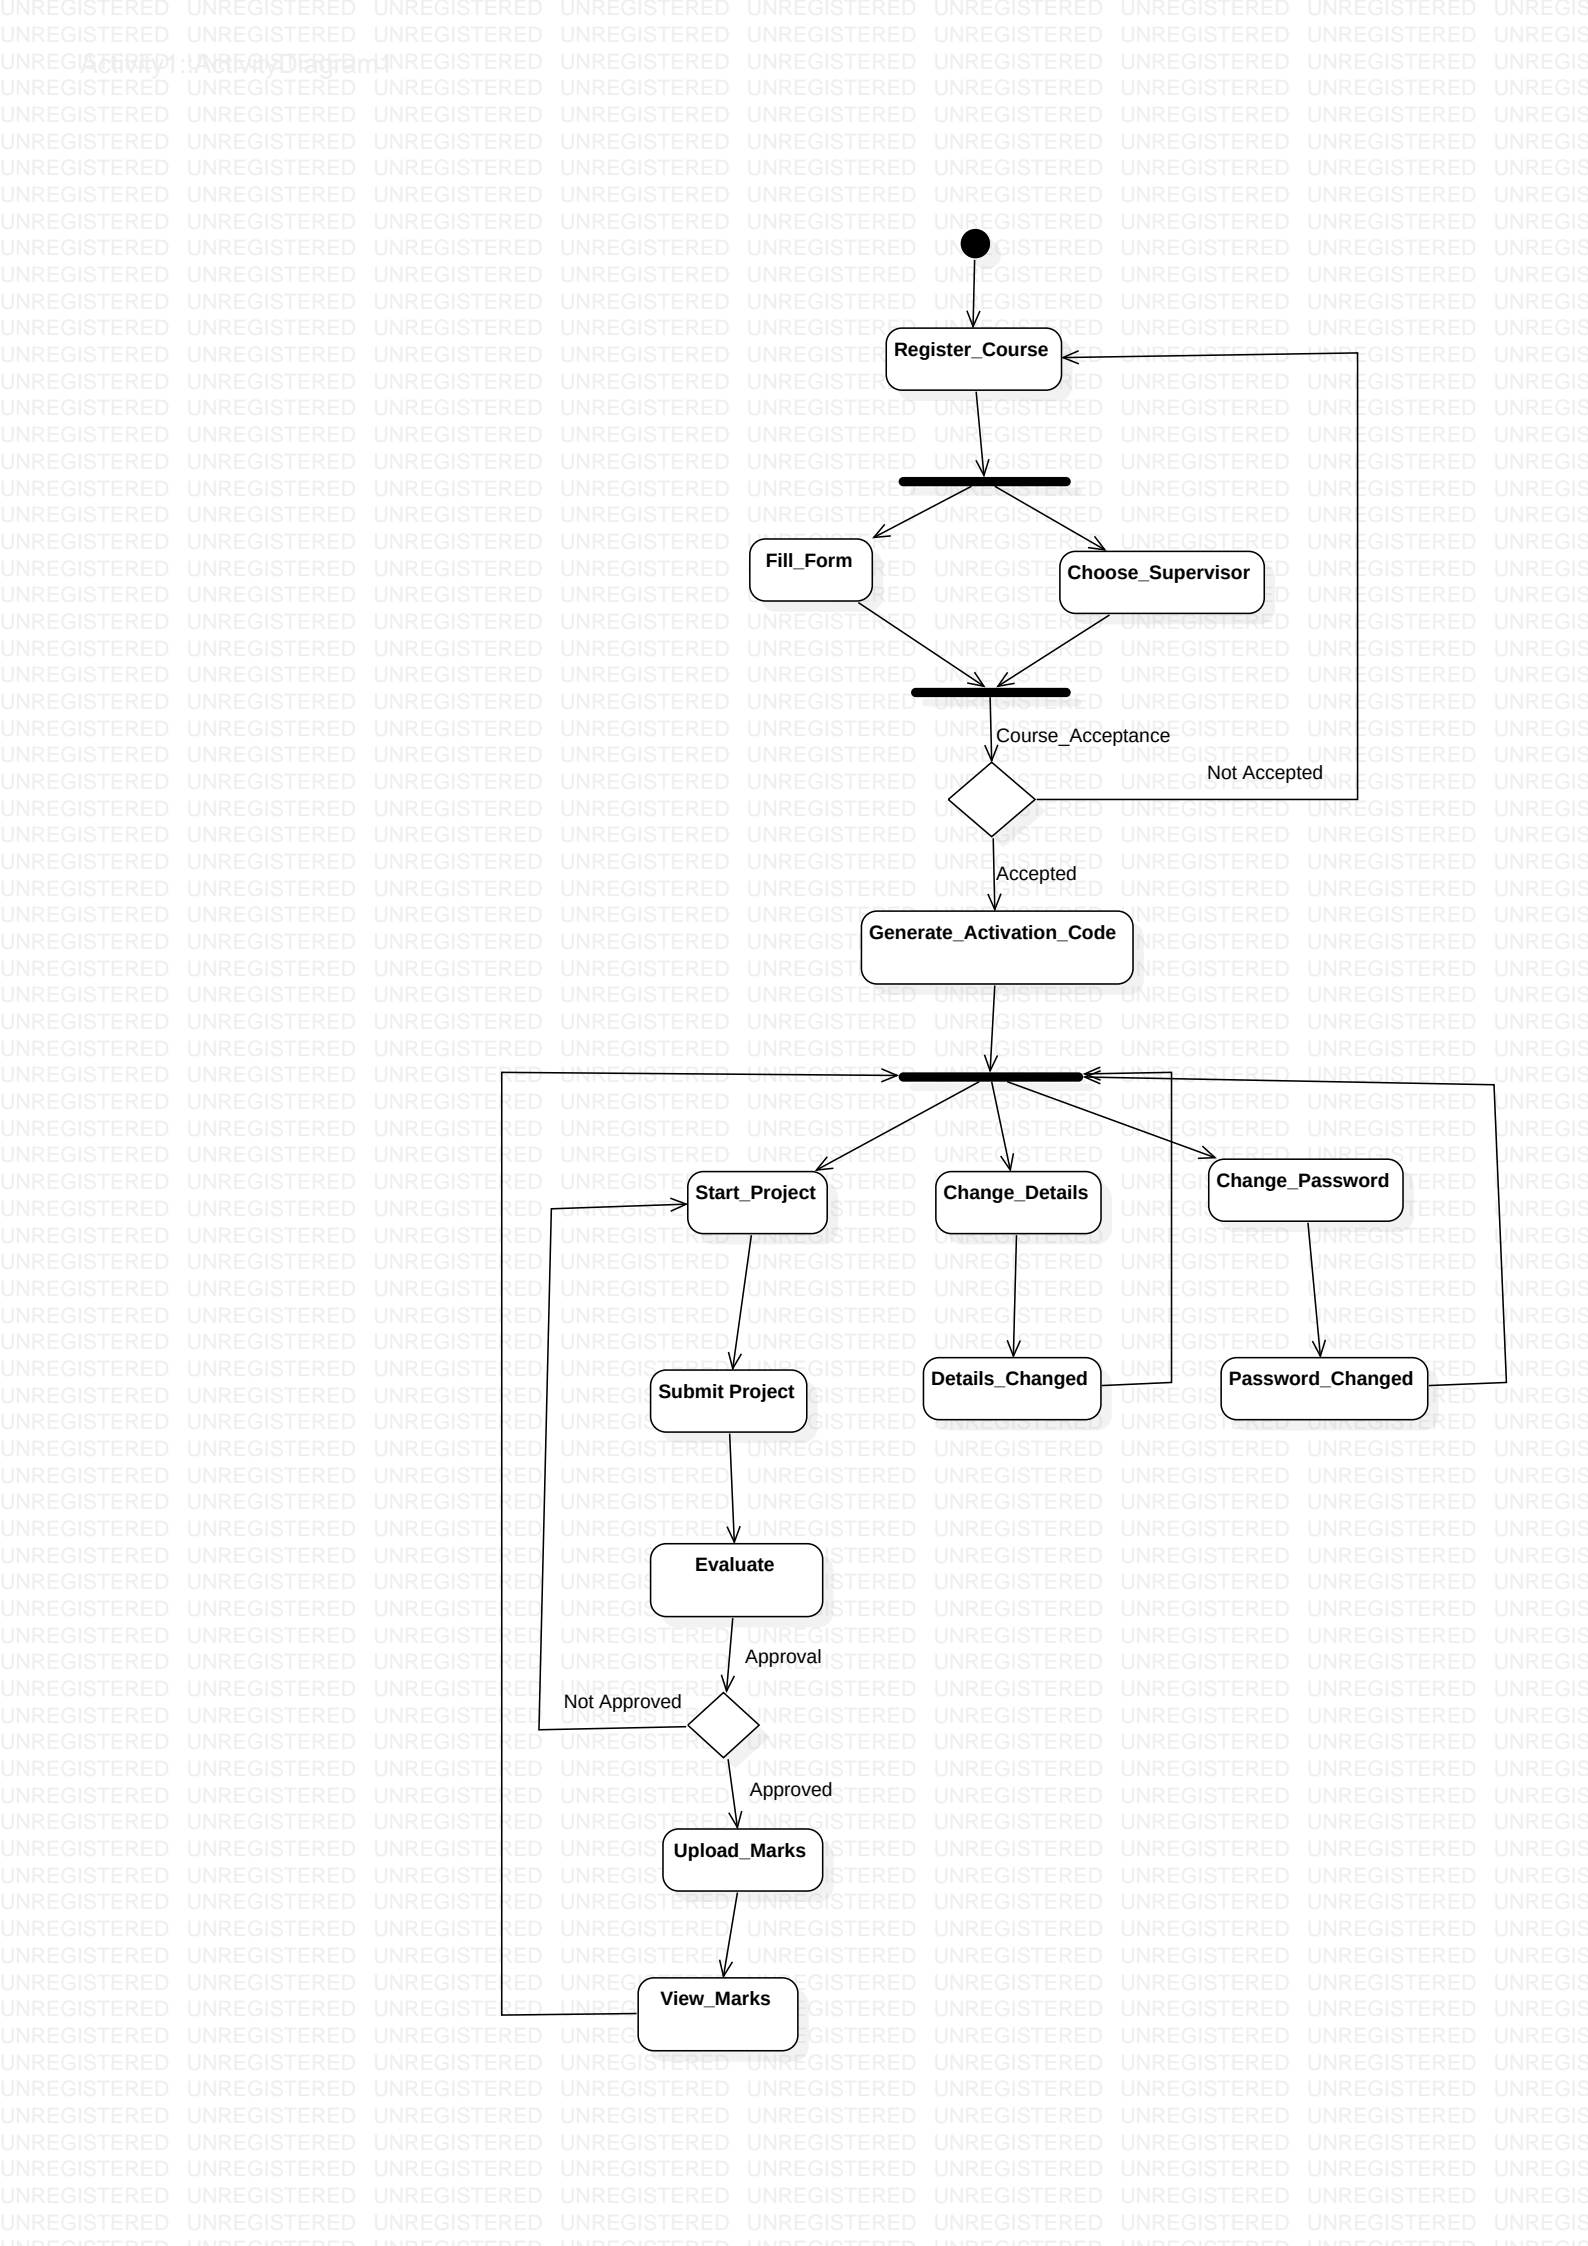 Activity1::ActivityDiagram1
Register_Course
Fill_Form
Choose_Supervisor
Course_Acceptance
Not Accepted
Accepted
Generate_Activation_Code
Start_Project
Change_Details
Change_Password
Submit Project
Details_Changed
Password_Changed
Evaluate
Approval
Not Approved
Approved
Upload_Marks
View_Marks
UNREGISTERED